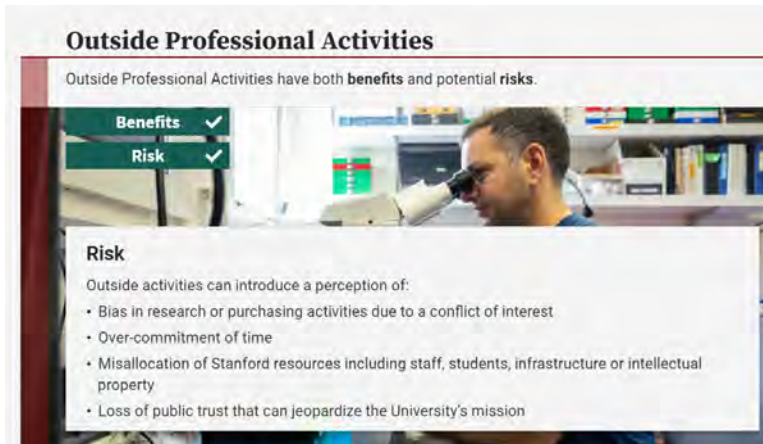 Outside Professional Activities
Outside Professional Activities have both benefits and potential risks.
Benefits
Risk
Risk
Outside activities can introduce a perception of:
• Bias in research or purchasing activities due to a conflict of interest
• Over-commitment of time
• Misallocation of Stanford resources including staff, students, infrastructure or intellectual
property
• Loss of public trust that can jeopardize the University's mission